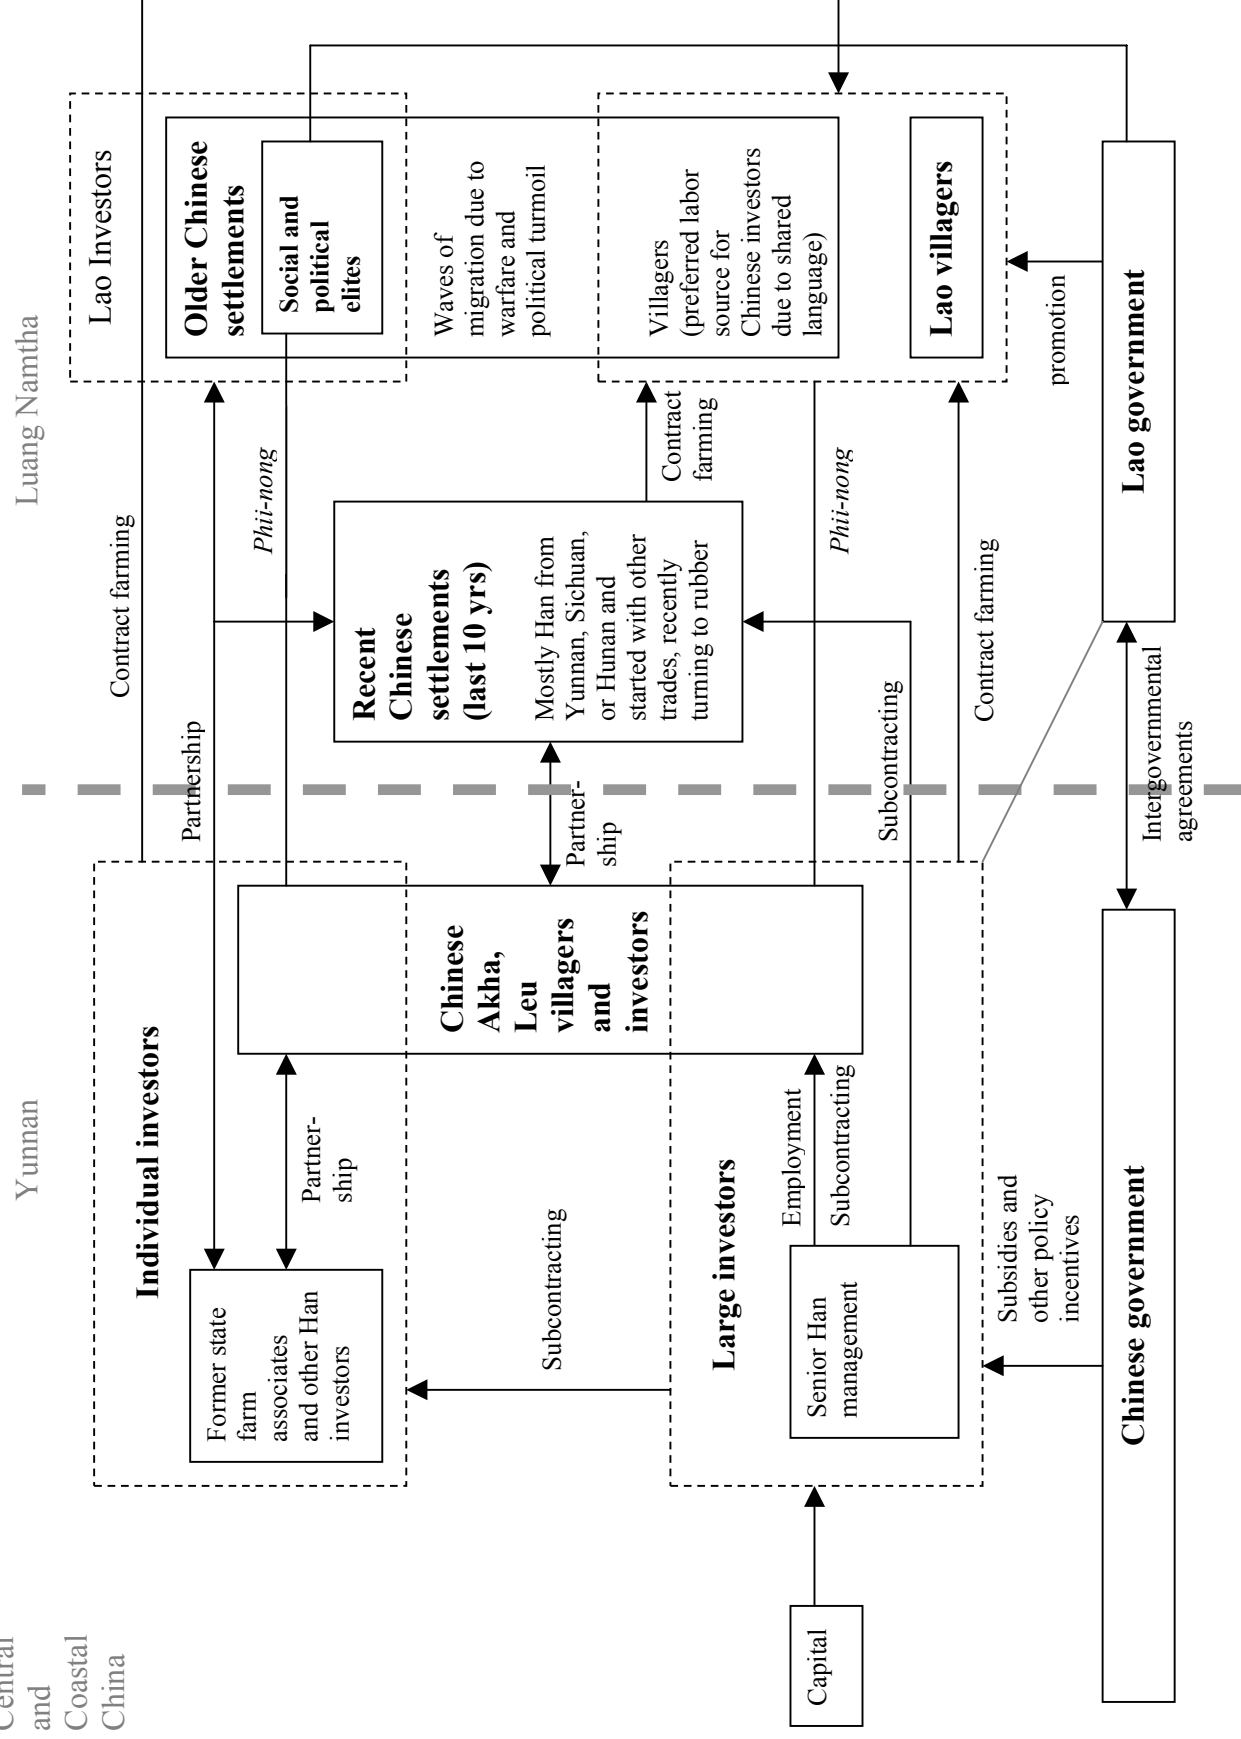 Central
and
Coastal
China
Yunnan
Luang Namtha
Individual investors
Former state
farm
associates
and other Han
investors
Partner-
ship
Partnership
Contract farming
Phii-nong
Lao Investors
Older Chinese
settlements
Social and
political
elites
Waves of
migration due to
warfare and
political turmoil
Villagers
(preferred labor
source for
Chinese investors
due to shared
language)
Lao villagers
Recent
Chinese
settlements
(last 10 yrs)
Mostly Han from
Yunnan, Sichuan,
or Hunan and
started with other
trades, recently
turning to rubber
Contract
farming
Phii-nong
Partner-
ship
Chinese
Akha,
Leu
villagers
and
investors
Subcontracting
Large investors
Senior Han
management
Employment
Subcontracting
Subcontracting
Contract farming
promotion
Capital
Subsidies and
other policy
incentives
Chinese government
Intergovernmental
agreements
Lao government